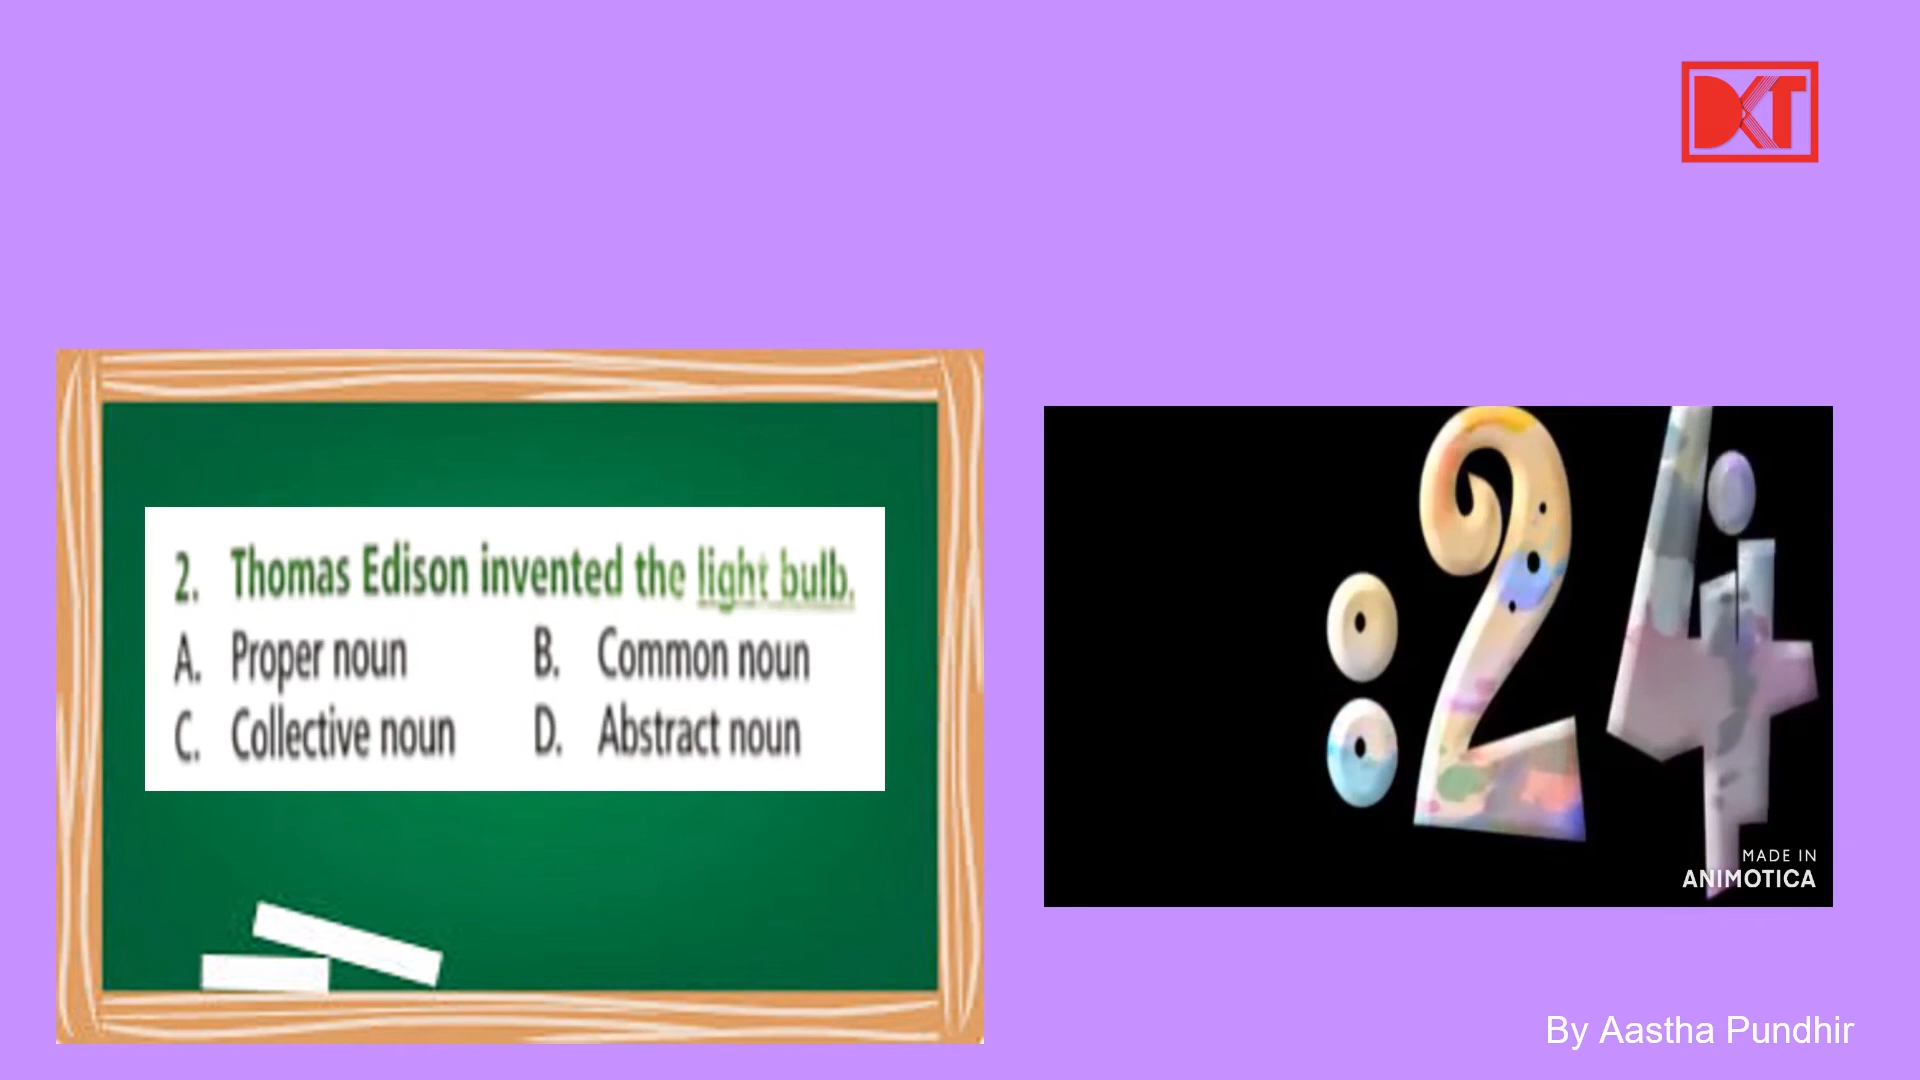 DKT
2. Thomas Edison invented the light bulb.
A. Proper noun B. Common noun
C. Collective noun D. Abstract noun
:24
MADE IN
ANIMOTICA
By Aastha Pundhir